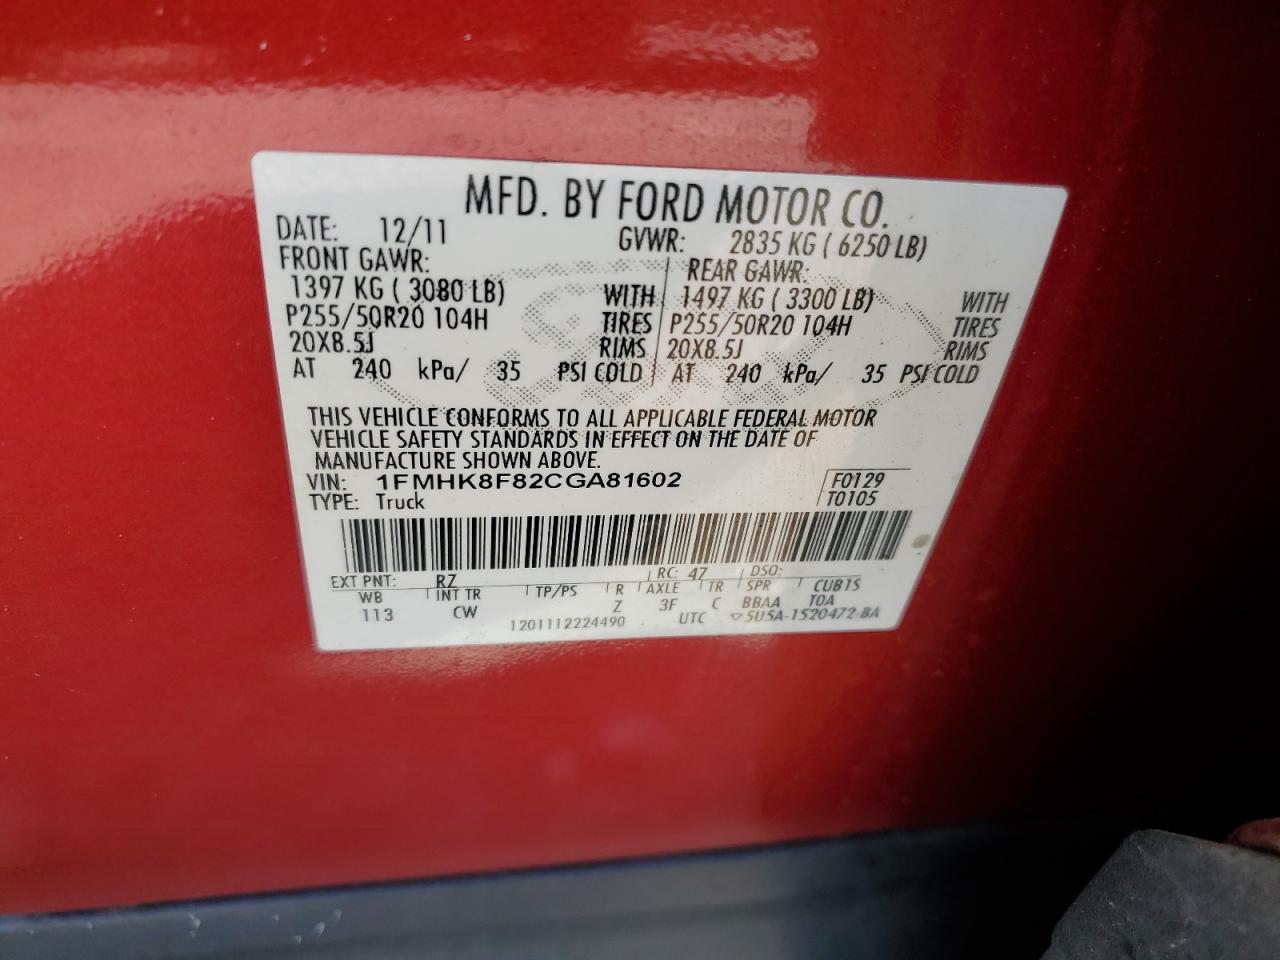 MFD. BY FORD MOTOR CO.
DATE: 12/11 GVWR: 2835 KG ( 6250 LB)
FRONT GAWR: REAR GAWR:
1397 KG ( 3080 LB) WITH 1497 KG ( 3300 LB) WITH
P255/50R20 104H TIRES P255/50R20 104H TIRES
20X8.5J RIMS 20X8.5J RIMS
AT 240 kPa/ 35 PSI COLD AT 240 kPa/ 35 PSI COLD
THIS VEHICLE CONFORMS TO ALL APPLICABLE FEDERAL MOTOR
VEHICLE SAFETY STANDARDS IN EFFECT ON THE DATE OF
MANUFACTURE SHOWN ABOVE.
VIN: 1FMHK8F82CGA81602 F0129
TYPE: Truck T0105
EXT PNT: RZ RC: 47 DSO:
WB INT TR TP/PS R AXLE TR SPR CUB1S
113 CW Z 3F C BBAA T0A
1201112224490 UTC ▽5U5A-1520472-BA